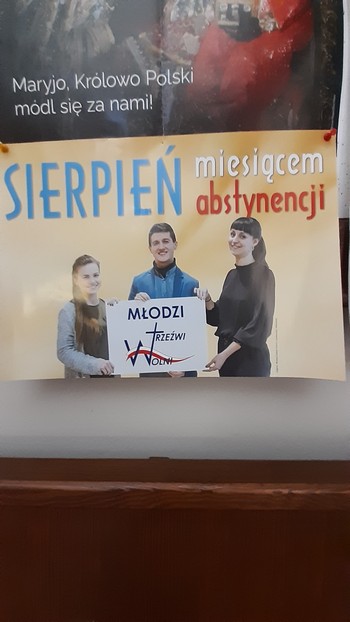 Maryjo, Królowo Polski
módl się za nami!
SIERPIEŃ miesiącem
abstynencji
MŁODZI
TRZEŹWI
WOLNI